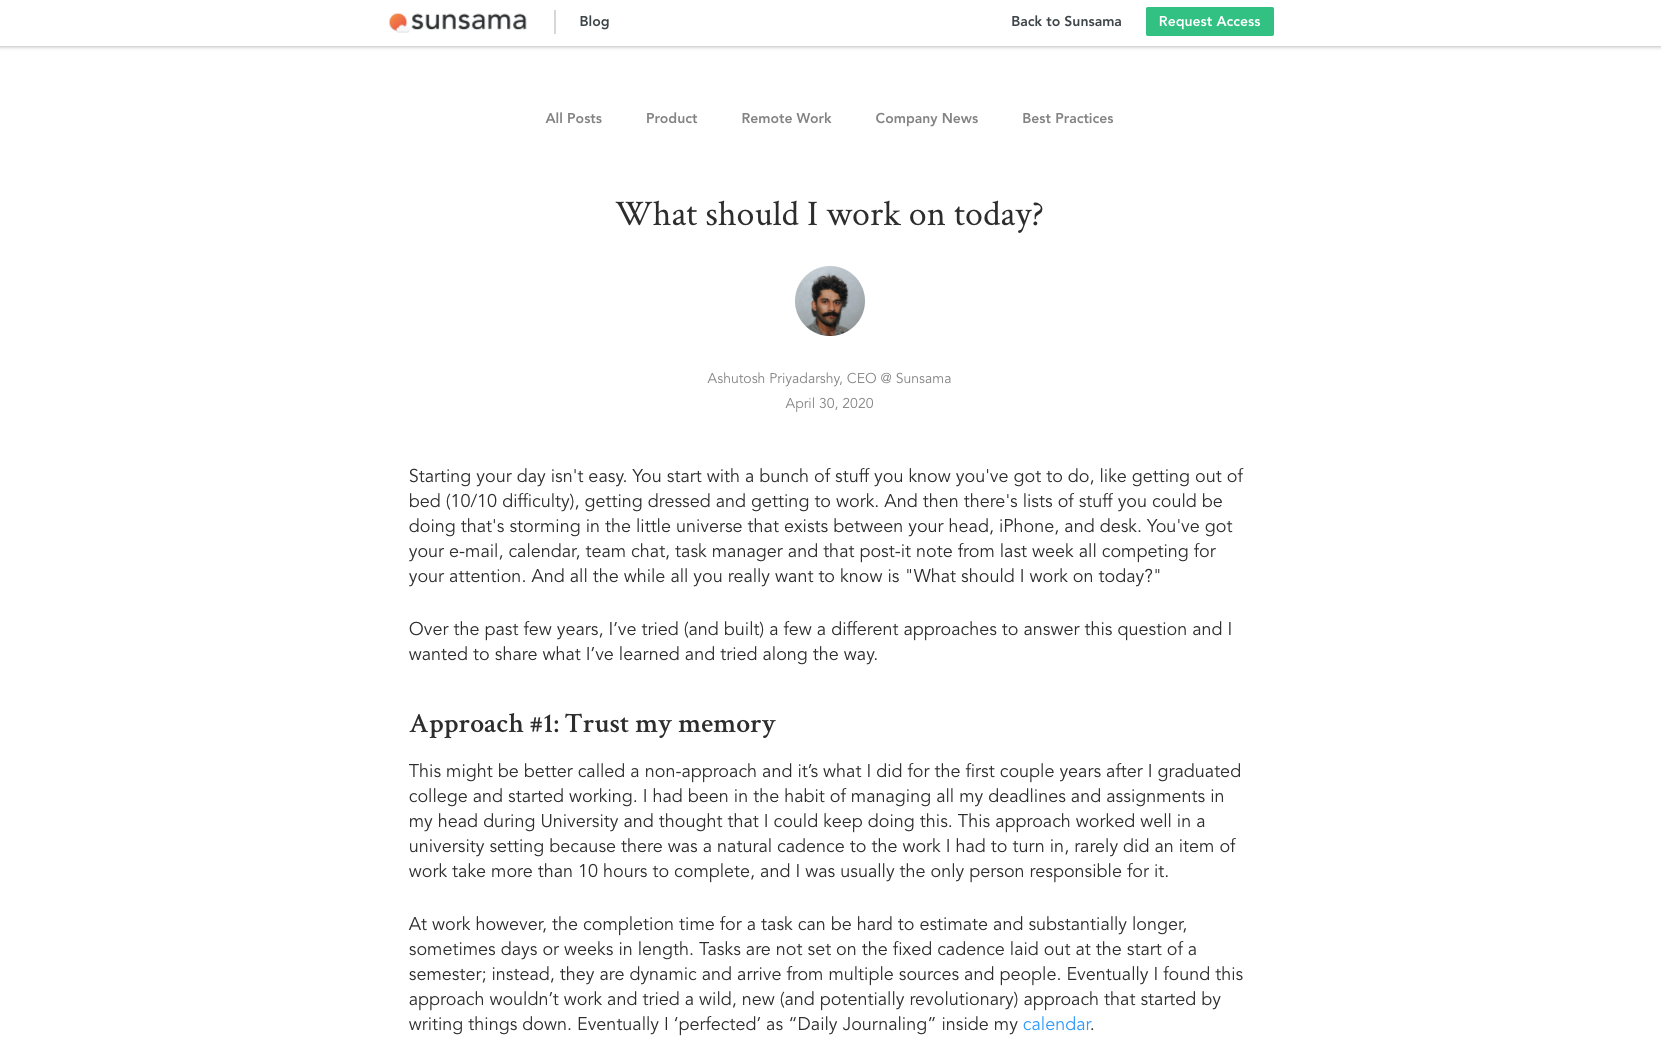 sunsama
Blog
Back to Sunsama
Request Access
All Posts
Product
Remote Work
Company News
Best Practices
What should I work on today?
Ashutosh Priyadarshy, CEO @ Sunsama
April 30, 2020
Starting your day isn't easy. You start with a bunch of stuff you know you've got to do, like getting out of
bed (10/10 difficulty), getting dressed and getting to work. And then there's lists of stuff you could be
doing that's storming in the little universe that exists between your head, iPhone, and desk. You've got
your e-mail, calendar, team chat, task manager and that post-it note from last week all competing for
your attention. And all the while all you really want to know is "What should I work on today?"
Over the past few years, I’ve tried (and built) a few a different approaches to answer this question and I
wanted to share what I’ve learned and tried along the way.
Approach #1: Trust my memory
This might be better called a non-approach and it’s what I did for the first couple years after I graduated
college and started working. I had been in the habit of managing all my deadlines and assignments in
my head during University and thought that I could keep doing this. This approach worked well in a
university setting because there was a natural cadence to the work I had to turn in, rarely did an item of
work take more than 10 hours to complete, and I was usually the only person responsible for it.
At work however, the completion time for a task can be hard to estimate and substantially longer,
sometimes days or weeks in length. Tasks are not set on the fixed cadence laid out at the start of a
semester; instead, they are dynamic and arrive from multiple sources and people. Eventually I found this
approach wouldn’t work and tried a wild, new (and potentially revolutionary) approach that started by
writing things down. Eventually I ‘perfected’ as “Daily Journaling” inside my calendar.